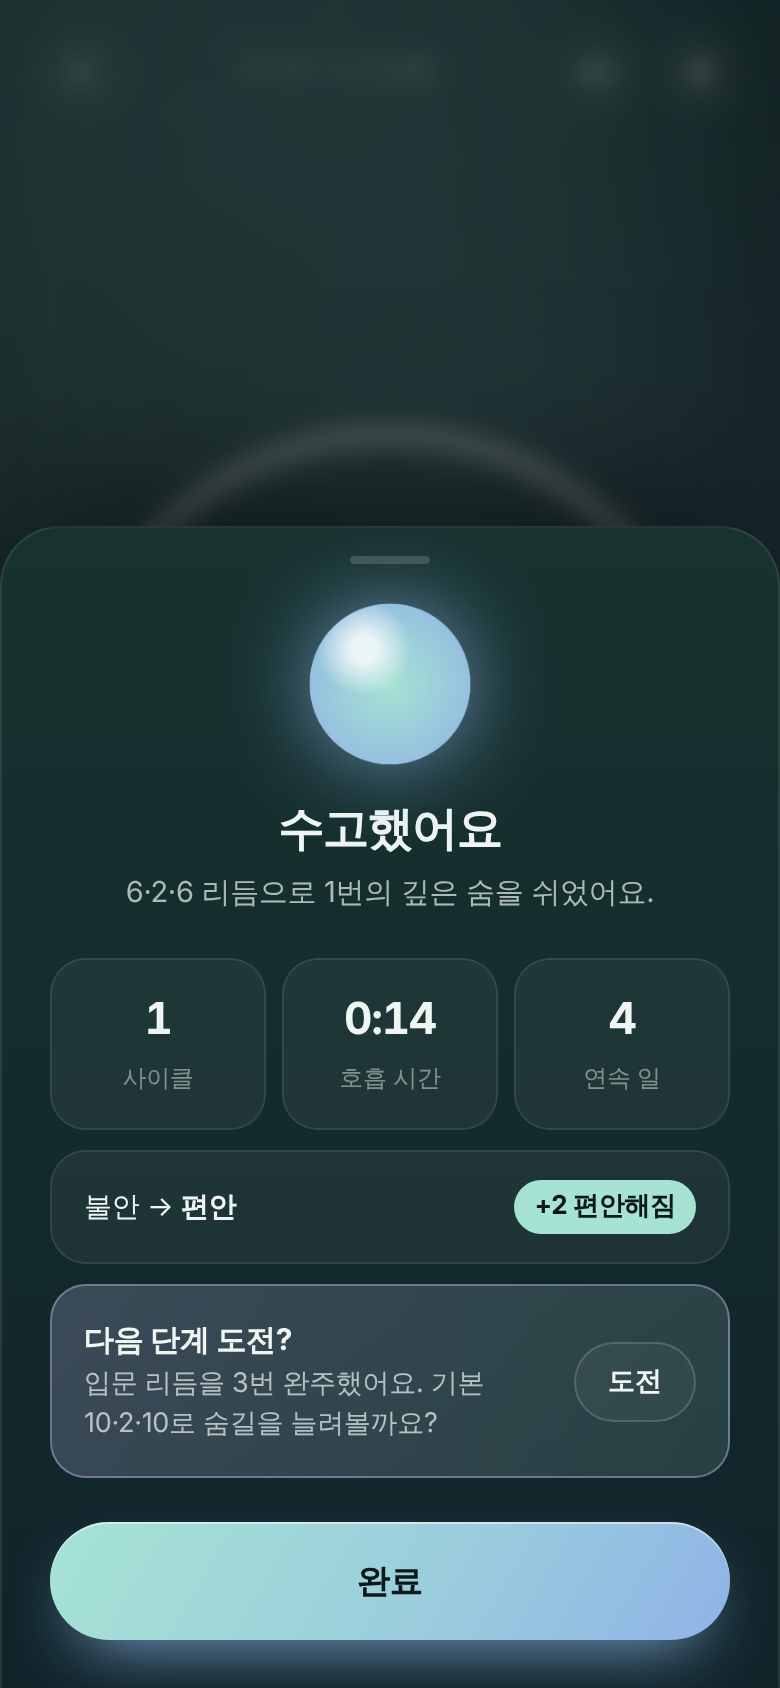 수고했어요
6·2·6 리듬으로 1번의 깊은 숨을 쉬었어요.
1
사이클
0:14
호흡 시간
4
연속 일
불안 → 편안
+2 편안해짐
다음 단계 도전?
입문 리듬을 3번 완주했어요. 기본
10·2·10로 숨길을 늘려볼까요?
도전
완료